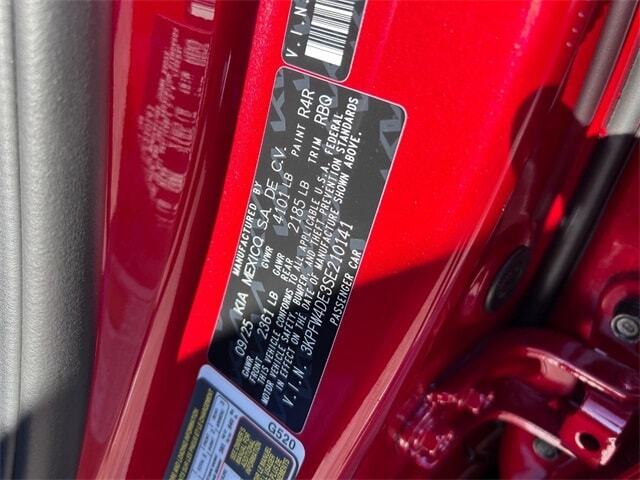 V.I.N.
MANUFACTURED BY
09/25 KIA MEXICO, S.A. DE C.V.
GVWR 4101 LB PAINT R4R
GAWR FRONT 2361 LB GAWR REAR 2185 LB TRIM RBQ
THIS VEHICLE CONFORMS TO ALL APPLICABLE U.S.A. FEDERAL
MOTOR VEHICLE SAFETY, BUMPER, AND THEFT PREVENTION STANDARDS
IN EFFECT ON THE DATE OF MANUFACTURE SHOWN ABOVE.
V.I.N. 3KPFW4DE3SE210141
PASSENGER CAR
G520